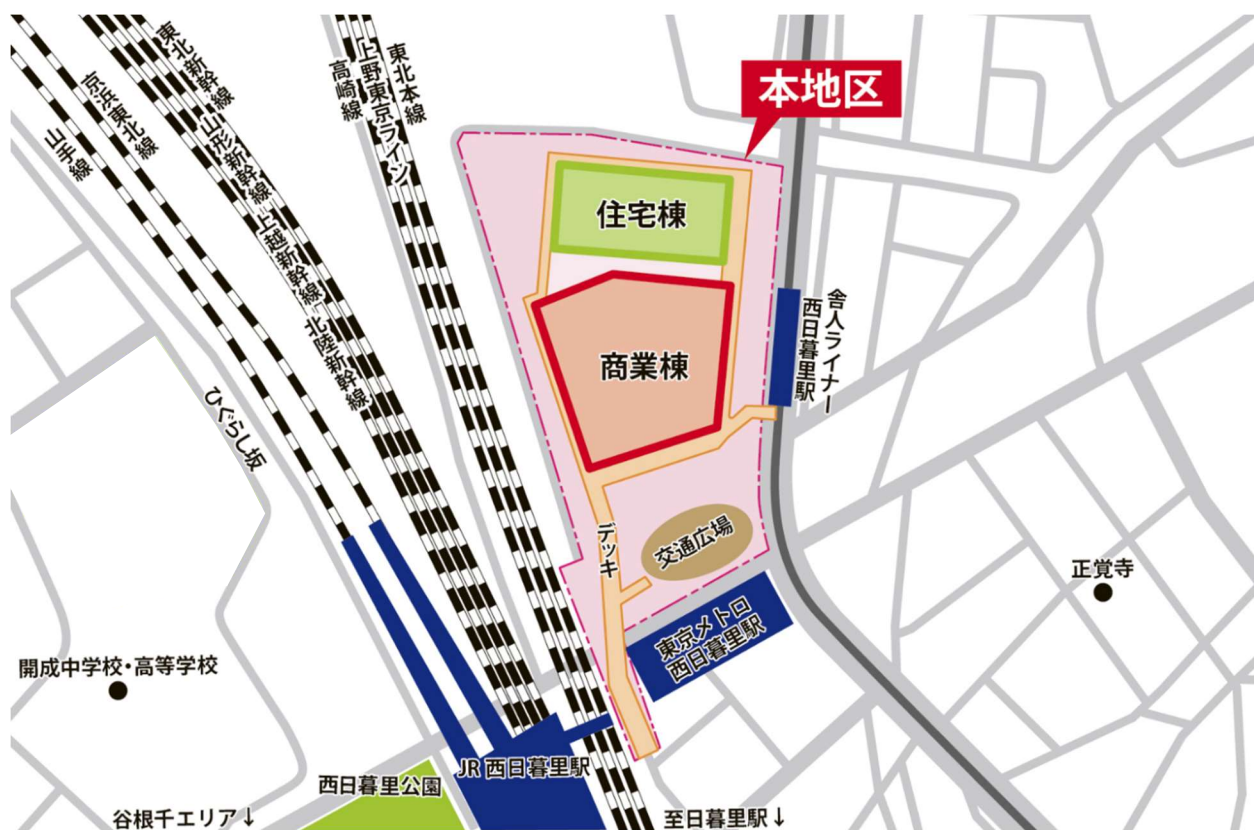 本地区
住宅棟
商業棟
交通広場
デッキ
舎人ライナー
西日暮里駅
東京メトロ
西日暮里駅
正覚寺
東北本線
上野東京ライン
高崎線
東北新幹線
山形新幹線
上越新幹線
北陸新幹線
京浜東北線
山手線
ひぐらし坂
開成中学校・高等学校
JR 西日暮里駅
西日暮里公園
谷根千エリア↓
至日暮里駅↓